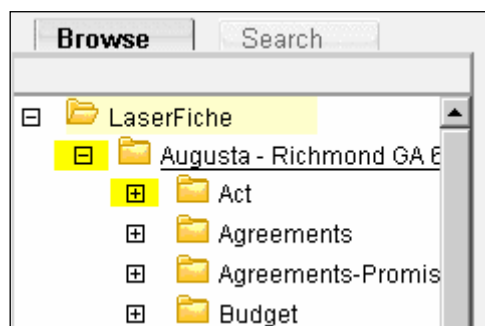 Browse Search
LaserFiche
Augusta - Richmond GA
Act
Agreements
Agreements-Promis
Budget